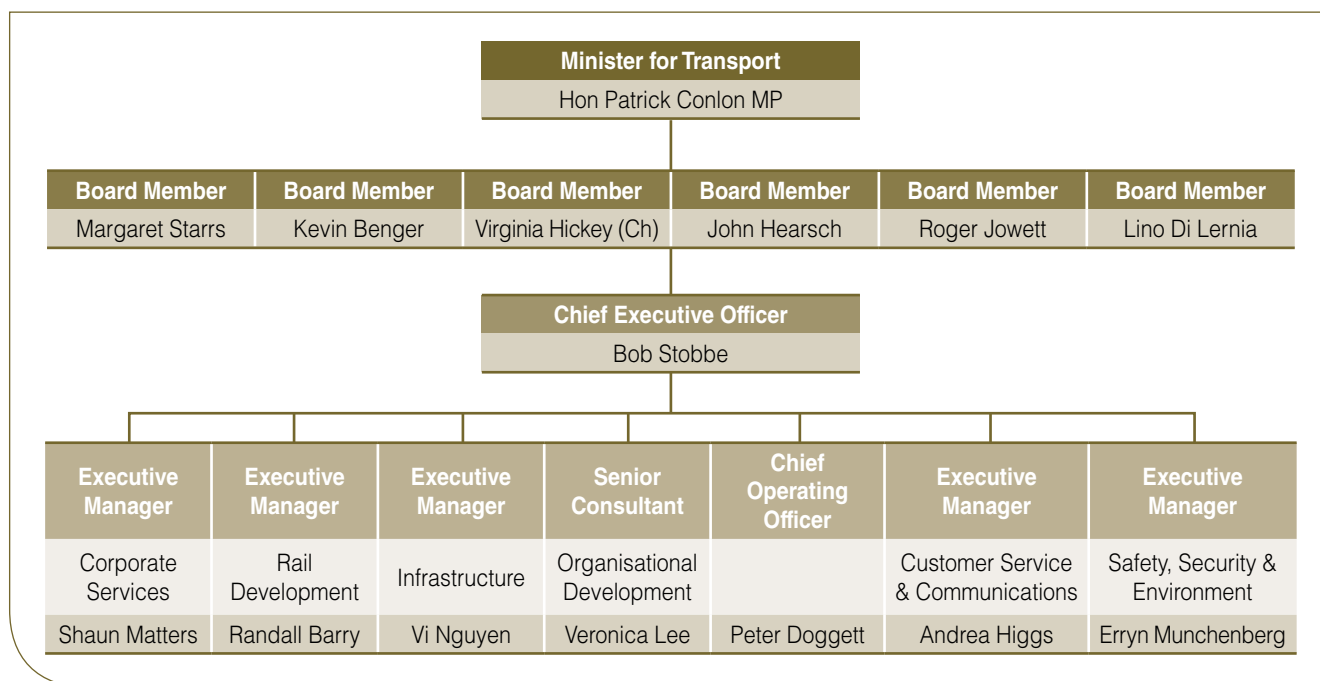 Minister for Transport
Hon Patrick Conlon MP
Board Member Board Member Board Member Board Member Board Member Board Member
Margaret Starrs Kevin Benger Virginia Hickey (Ch) John Hearsch Roger Jowett Lino Di Lernia
Chief Executive Officer
Bob Stobbe
Executive
Manager
Corporate
Services
Shaun Matters
Executive
Manager
Rail
Development
Randall Barry
Executive
Manager
Infrastructure
Vi Nguyen
Senior
Consultant
Organisational
Development
Veronica Lee
Chief
Operating
Officer
Peter Doggett
Executive
Manager
Customer Service
& Communications
Andrea Higgs
Executive
Manager
Safety, Security &
Environment
Erryn Munchenberg